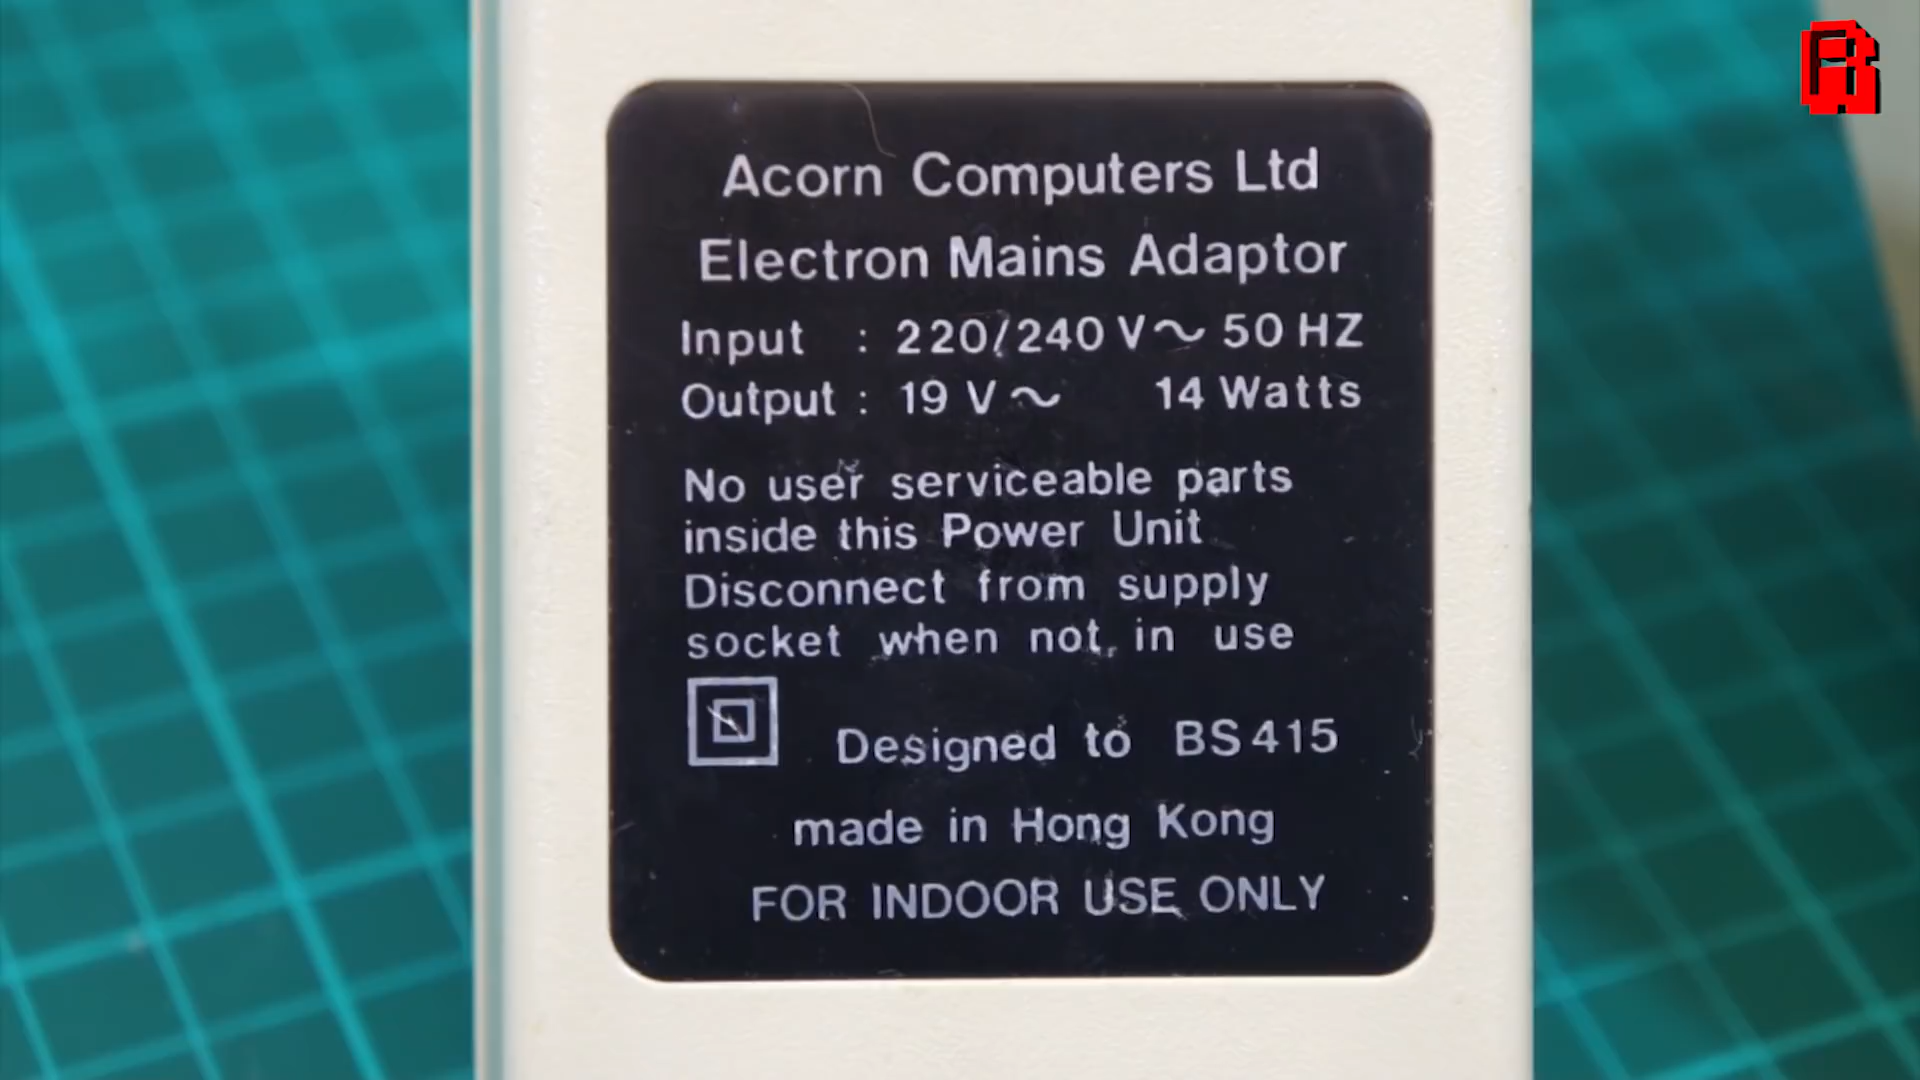 Acorn Computers Ltd
Electron Mains Adaptor
Input : 220/240 V~ 50 HZ
Output : 19 V~ 14 Watts
No user serviceable parts
inside this Power Unit
Disconnect from supply
socket when not in use
Designed to BS415
made in Hong Kong
FOR INDOOR USE ONLY